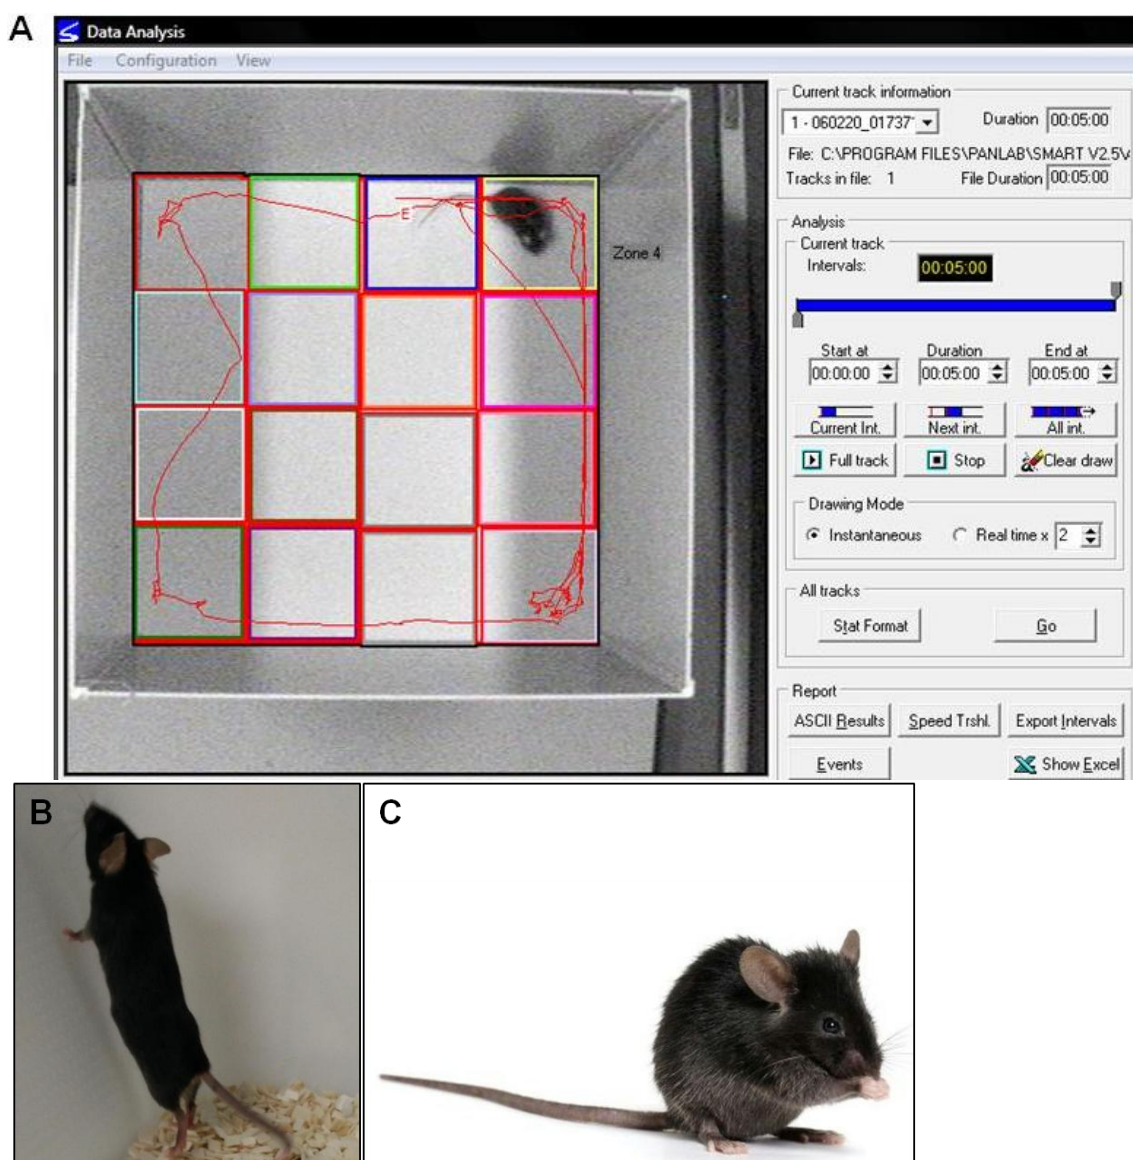 A
Data Analysis
File Configuration View
E
Zone 4
Current track information
Duration 00:05:00
File: C:\PROGRAM FILES\PANLAB\SMART V2.5\
Tracks in file: 1 File Duration 00:05:00
Analysis
Current track
Intervals: 00:05:00
Start at Duration End at
00:00:00 00:05:00 00:05:00
Current Int. Next int. All int.
Full track Stop Clear draw
Drawing Mode
Instantaneous Real time x 2
All tracks
Stat Format Go
Report
ASCII Results Speed Trshl. Export Intervals
Events Show Excel
B
C